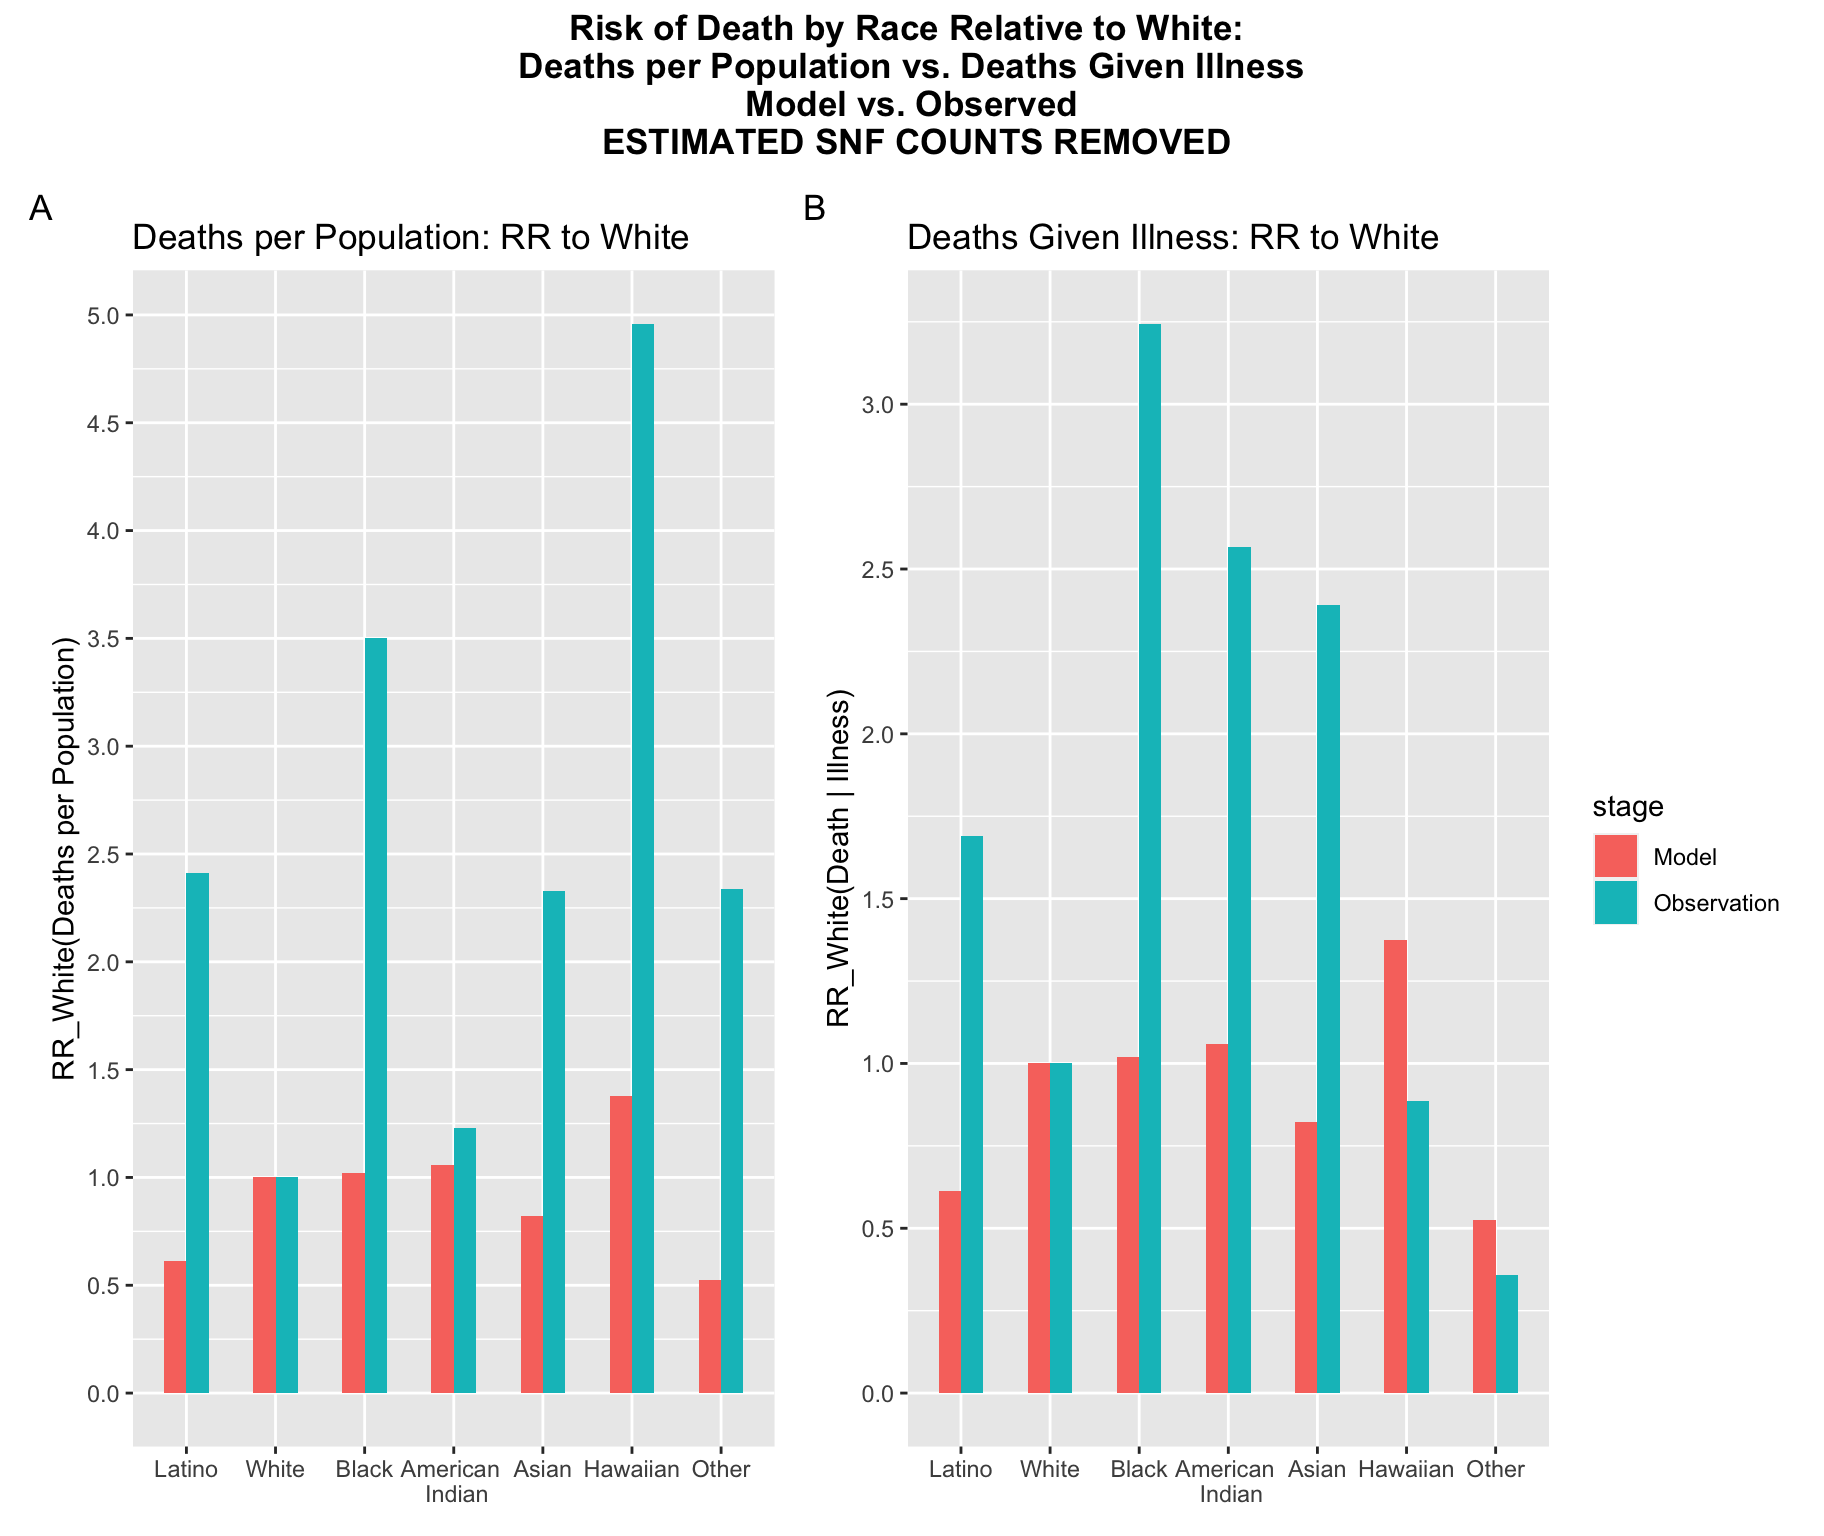 Risk of Death by Race Relative to White:
Deaths per Population vs. Deaths Given Illness
Model vs. Observed
ESTIMATED SNF COUNTS REMOVED
A
Deaths per Population: RR to White
RR_White(Deaths per Population)
5.0
4.5
4.0
3.5
3.0
2.5
2.0
1.5
1.0
0.5
0.0
Latino White Black American Asian Hawaiian Other
Indian
B
Deaths Given Illness: RR to White
RR_White(Death | Illness)
3.0
2.5
2.0
1.5
1.0
0.5
0.0
Latino White Black American Asian Hawaiian Other
Indian
stage
Model
Observation